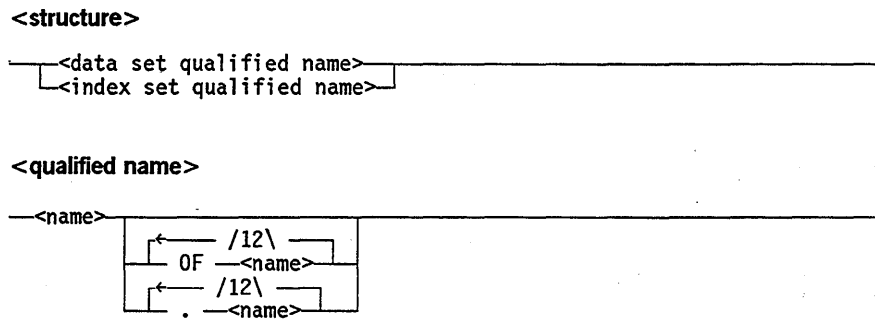 <structure>
<data set qualified name>
<index set qualified name>
<qualified name>
<name>
/12\
OF <name>
/12\
. <name>